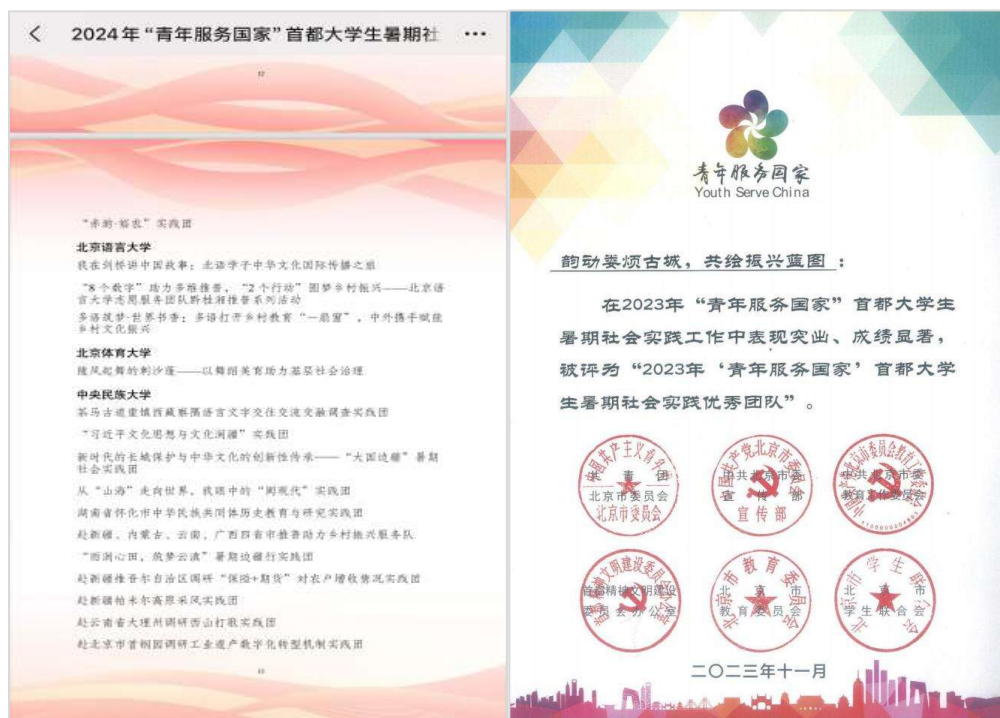 2024年“青年服务国家”首都大学生暑期社
12
“乡韵·裕农”实践团
北京语言大学
我在剑桥讲中国故事：北语学子中华文化国际传播之旅
“8个数字”助力多维推普，“2个行动”圆梦乡村振兴——北京语
言大学志愿服务团队黔桂湘推普系列活动
多语筑梦·世界书香：多语打开乡村教育“一扇窗”，中外携手赋能
乡村文化振兴
北京体育大学
随风起舞的刺沙蓬——以舞蹈美育助力基层社会治理
中央民族大学
茶马古道重镇西藏察隅语言文字交往交流交融调查实践团
“习近平文化思想与文化润疆”实践团
新时代的长城保护与中华文化的创新性传承——“大国边疆”暑期
社会实践团
从“山海”走向世界，我眼中的“闽现代”实践团
湖南省怀化市中华民族共同体历史教育与研究实践团
赴新疆、内蒙古、云南、广西四省市推普助力乡村振兴服务队
“雨润心田，筑梦云滇”暑期边疆行实践团
赴新疆维吾尔自治区调研“保险+期货”对农户增收情况实践团
赴新疆帕米尔高原采风实践团
赴云南省大理州调研西山打歌实践团
赴北京市首钢园调研工业遗产数字化转型机制实践团
青年服务国家
Youth Serve China
韵动娄烦古城，共绘振兴蓝图：
在2023年“青年服务国家”首都大学生
暑期社会实践工作中表现突出、成绩显著，
被评为“2023年‘青年服务国家’首都大学
生暑期社会实践优秀团队”。
共青团
北京市委员会
北京市委员会
中共北京市委
宣传部
宣传部
中共北京市委
教育工作委员会
首都精神文明建设
委员会办公室
北京市
教育委员会
北京市
学生联合会
二〇二三年十一月